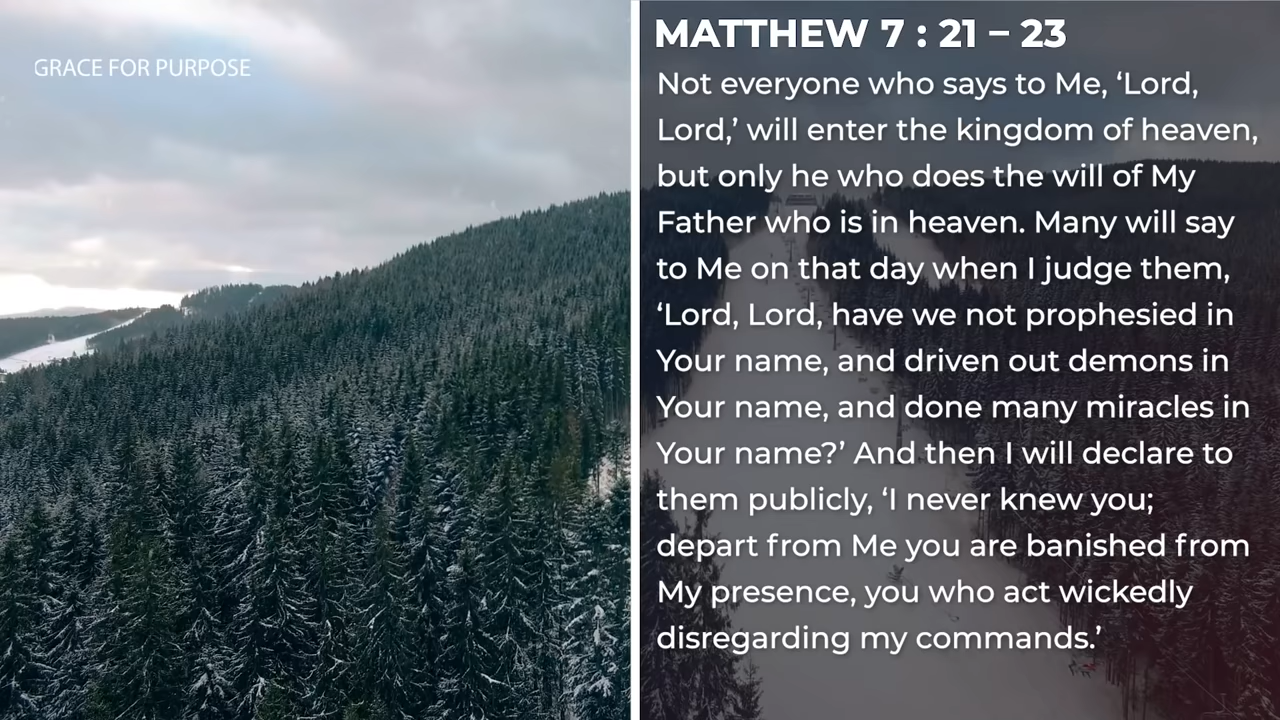 GRACE FOR PURPOSE
MATTHEW 7 : 21 – 23
Not everyone who says to Me, ‘Lord,
Lord,’ will enter the kingdom of heaven,
but only he who does the will of My
Father who is in heaven. Many will say
to Me on that day when I judge them,
‘Lord, Lord, have we not prophesied in
Your name, and driven out demons in
Your name, and done many miracles in
Your name?’ And then I will declare to
them publicly, ‘I never knew you;
depart from Me you are banished from
My presence, you who act wickedly
disregarding my commands.’